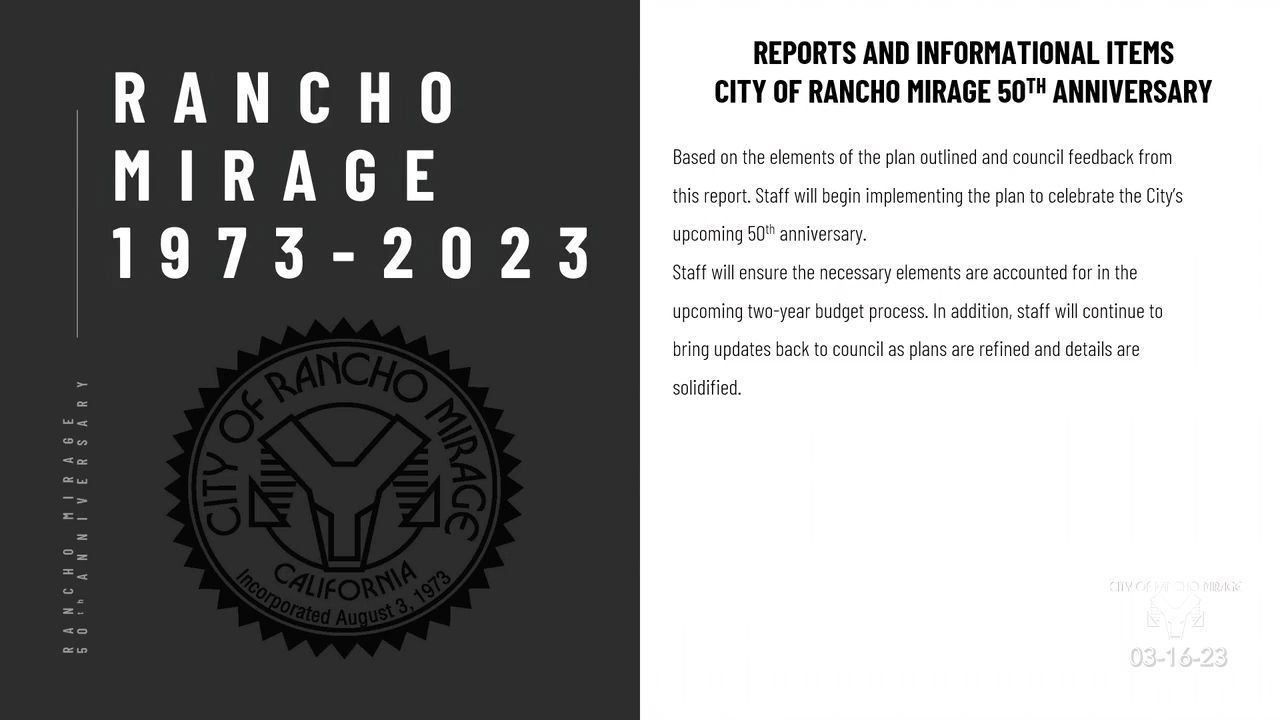 RANCHO
MIRAGE
1973-2023
CITY OF RANCHO MIRAGE
CALIFORNIA
Incorporated August 3, 1973
RANCHO MIRAGE
50th ANNIVERSARY
REPORTS AND INFORMATIONAL ITEMS
CITY OF RANCHO MIRAGE 50TH ANNIVERSARY
Based on the elements of the plan outlined and council feedback from
this report. Staff will begin implementing the plan to celebrate the City’s
upcoming 50th anniversary.
Staff will ensure the necessary elements are accounted for in the
upcoming two-year budget process. In addition, staff will continue to
bring updates back to council as plans are refined and details are
solidified.
CITY OF RANCHO MIRAGE
03-16-23